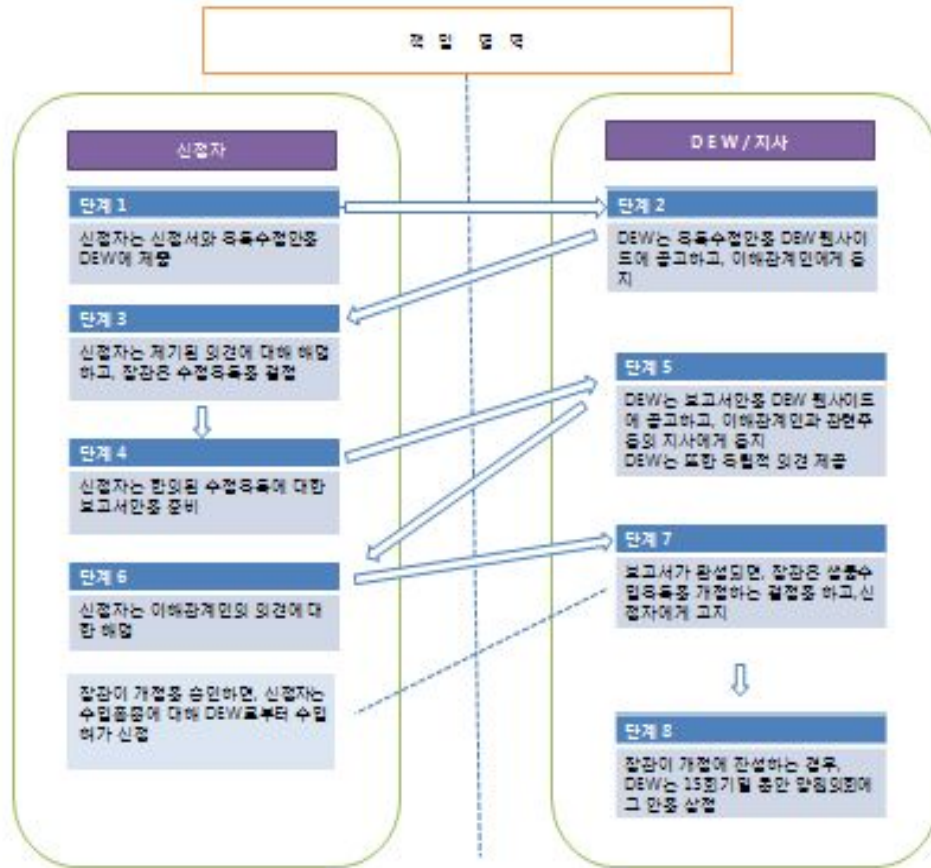 책 임 영 역
신청자
DEW / 지사
단계 1
신청자는 신청서와 목록수정안을
DEW에 제출
단계 2
DEW는 목록수정안을 DEW 웹사이
트에 공고하고, 이해관계인에게 통
지
단계 3
신청자는 제기된 의견에 대해 해명
하고, 장관은 수정목록을 결정
단계 4
신청자는 합의된 수정목록에 대한
보고서안을 준비
단계 5
DEW는 보고서안을 DEW 웹사이트
에 공고하고, 이해관계인과 관련주
등의 지사에게 통지
DEW는 또한 독립적 의견 제공
단계 6
신청자는 이해관계인의 의견에 대
한 해명
단계 7
보고서가 완성되면, 장관은 생물수
입목록을 개정하는 결정을 하고,신
청자에게 고지
장관이 개정을 승인하면, 신청자는
수입품종에 대해 DEW로부터 수입
허가 신청
단계 8
장관이 개정에 찬성하는 경우,
DEW는 15회기일 동안 양원의회에
그 안을 상정